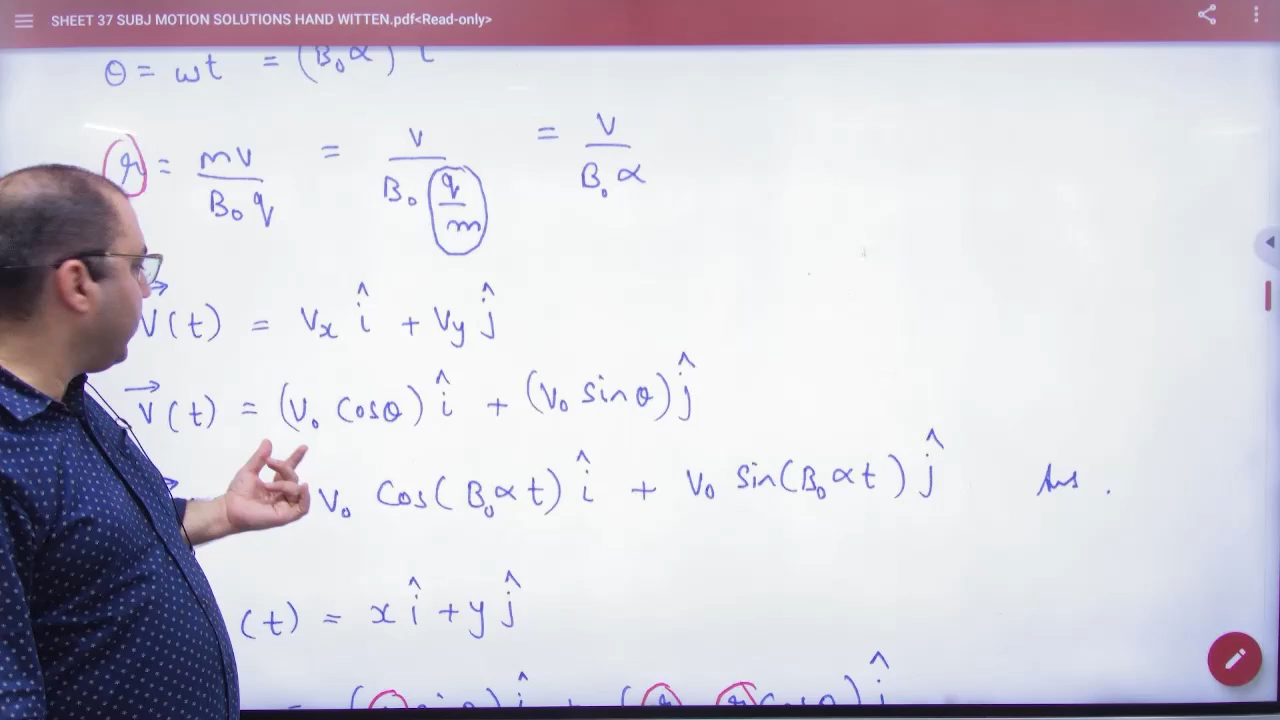 SHEET 37 SUBJ MOTION SOLUTIONS HAND WITTEN.pdf<Read-only>
θ = ωt = (B₀α) t
r = mv / B₀q = v / B₀ (q/m) = v / B₀α
V(t) = Vₓ î + Vy ĵ
v⃗(t) = (V₀ cosθ) î + (V₀ sinθ) ĵ
V₀ Cos(B₀αt) î + V₀ Sin(B₀αt) ĵ Ans.
(t) = x î + y ĵ